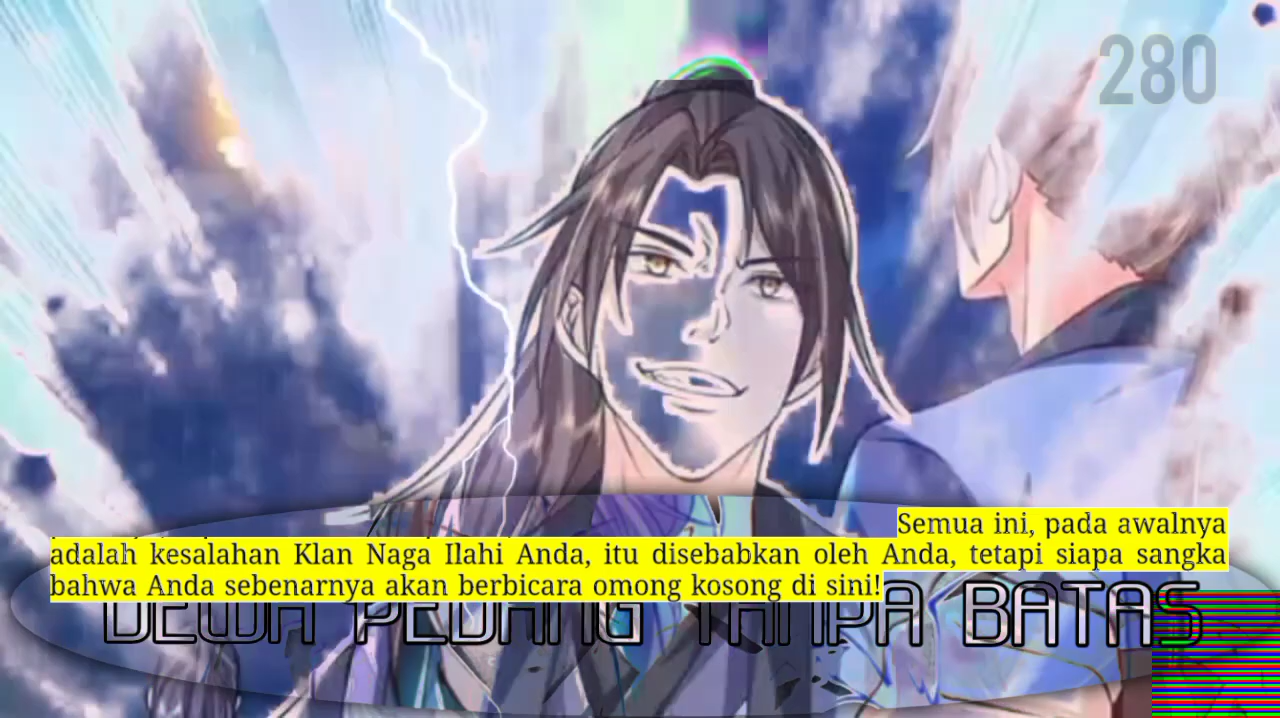 280
Semua ini, pada awalnya
adalah kesalahan Klan Naga Ilahi Anda, itu disebabkan oleh Anda, tetapi siapa sangka
bahwa Anda sebenarnya akan berbicara omong kosong di sini!
DEWA PEDANG TANPA BATAS